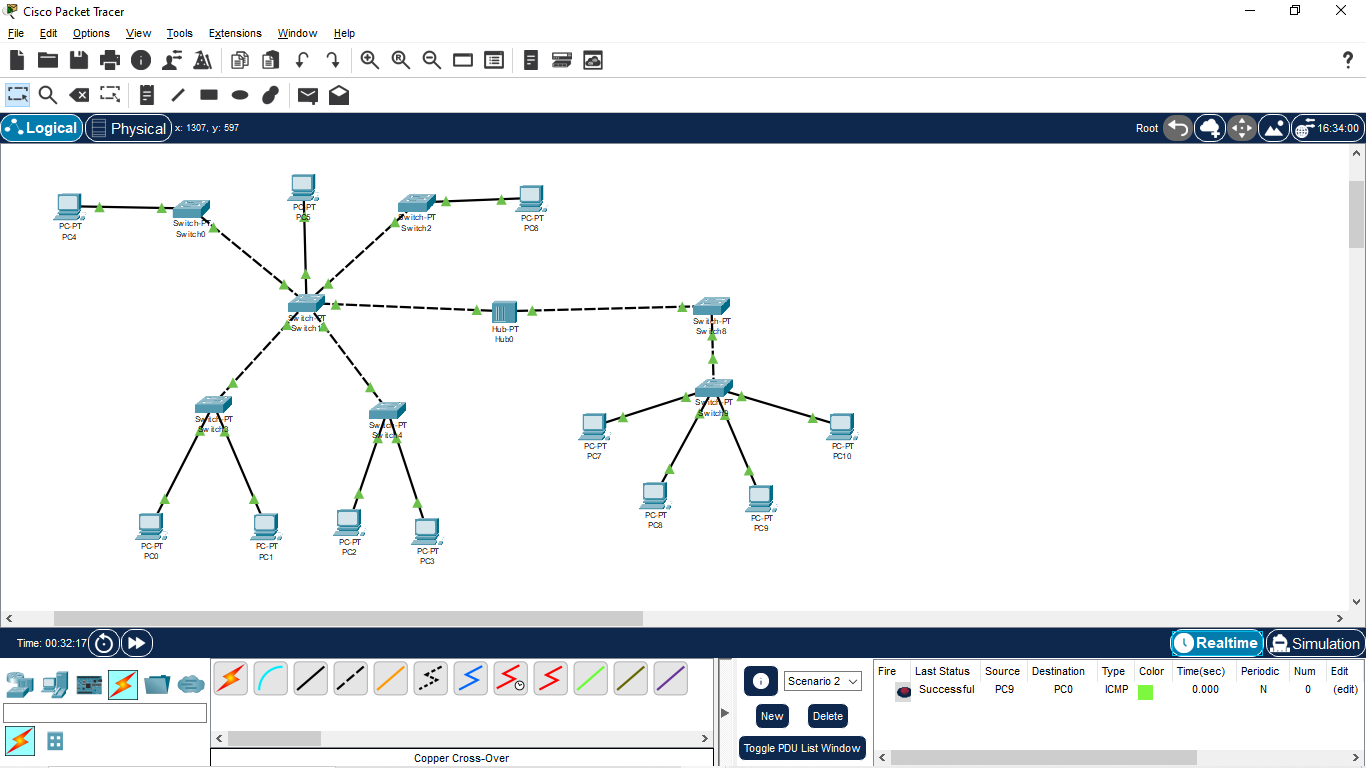 Cisco Packet Tracer
File Edit Options View Tools Extensions Window Help
Logical Physical x: 1307, y: 597 Root 16:34:00
PC-PT
PC4
Switch-PT
Switch0
PC-PT
PC5
Switch-PT
Switch2
PC-PT
PC6
Switch-PT
Switch1
Hub-PT
Hub0
Switch-PT
Switch8
Switch-PT
Switch3
Switch-PT
Switch4
Switch-PT
Switch9
PC-PT
PC7
PC-PT
PC10
PC-PT
PC8
PC-PT
PC9
PC-PT
PC0
PC-PT
PC1
PC-PT
PC2
PC-PT
PC3
Time: 00:32:17 Realtime Simulation
Scenario 2
New Delete
Toggle PDU List Window
Fire Last Status Source Destination Type Color Time(sec) Periodic Num Edit
Successful PC9 PC0 ICMP 0.000 N 0 (edit)
Copper Cross-Over